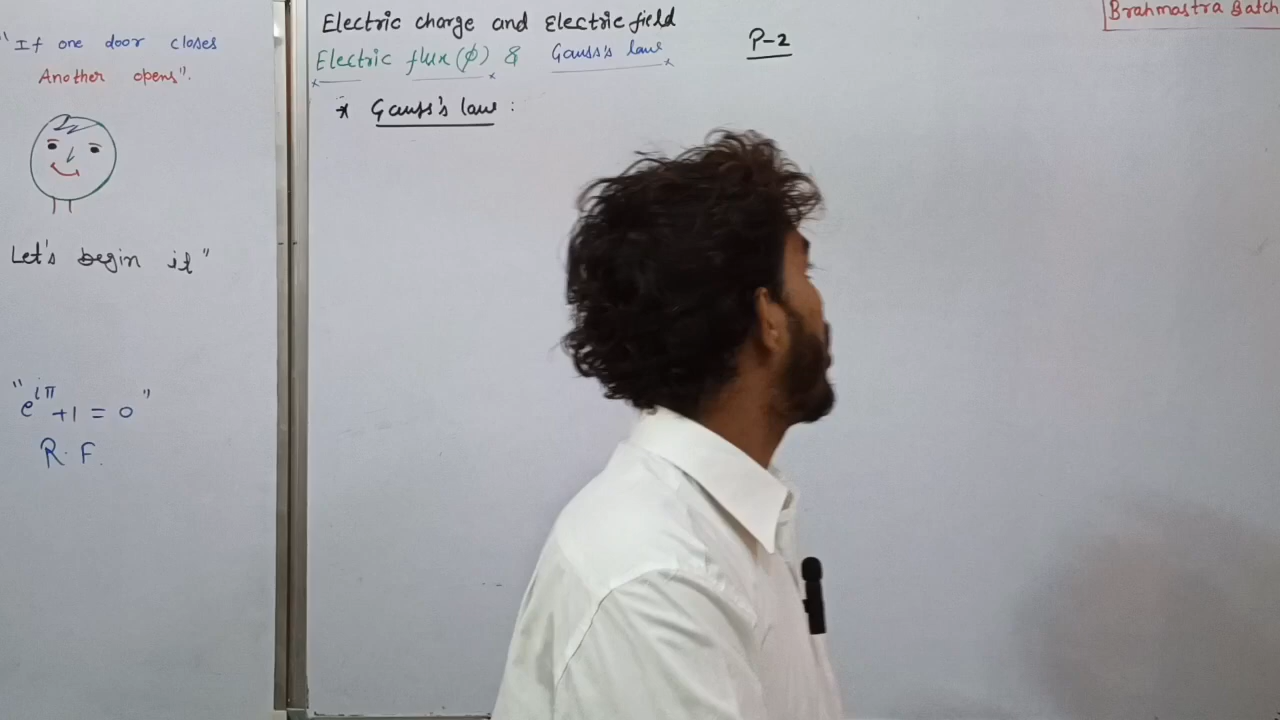 "If one door closes
Another opens".
Let's begin it"
"e^iπ +1 = 0"
R. F.
Electric charge and Electric field
Electric flux (φ) & Gauss's law
P-2
Brahmastra Batch
* Gauss's law :